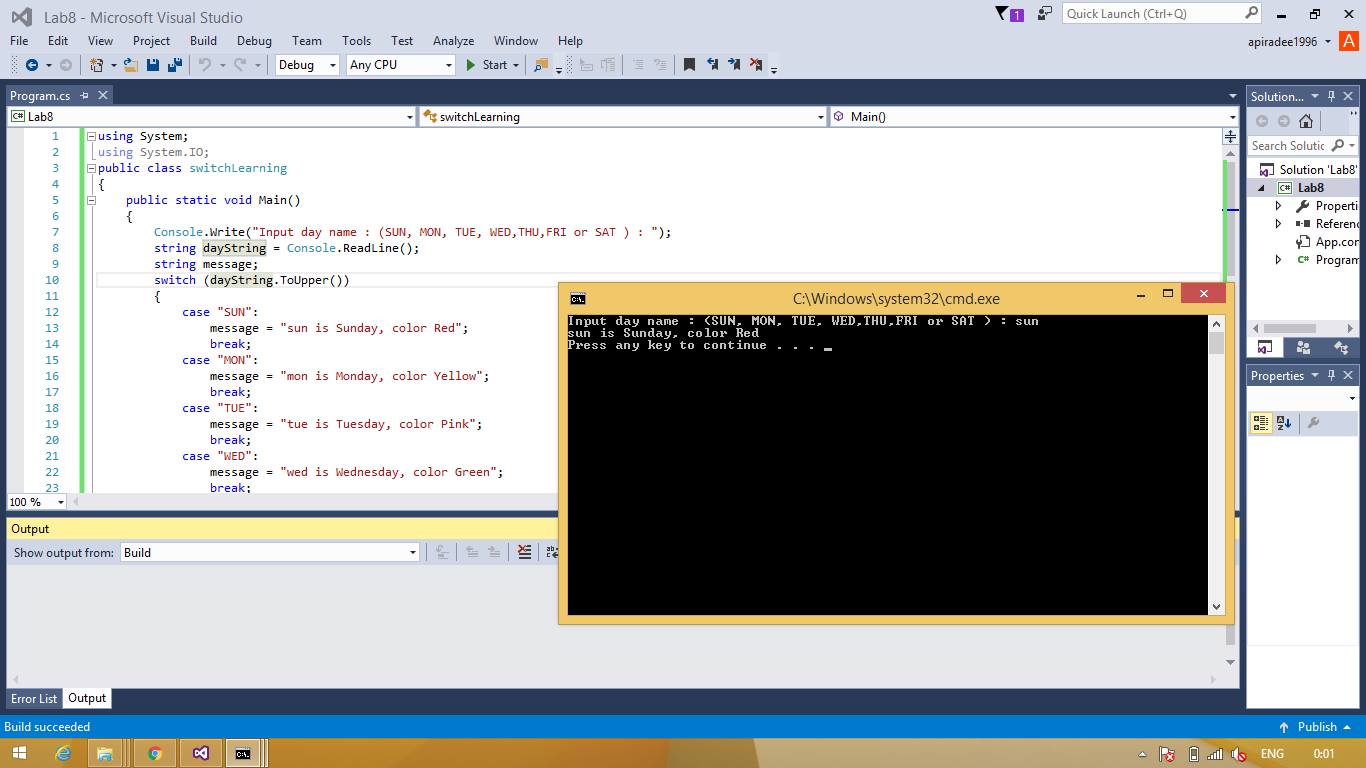 Lab8 - Microsoft Visual Studio
1
Quick Launch (Ctrl+Q)
File Edit View Project Build Debug Team Tools Test Analyze Window Help
apiradee1996 A
Debug Any CPU Start
Program.cs
Lab8 switchLearning Main()
1 using System;
2 using System.IO;
3 public class switchLearning
4 {
5 public static void Main()
6 {
7 Console.Write("Input day name : (SUN, MON, TUE, WED,THU,FRI or SAT ) : ");
8 string dayString = Console.ReadLine();
9 string message;
10 switch (dayString.ToUpper())
11 {
12 case "SUN":
13 message = "sun is Sunday, color Red";
14 break;
15 case "MON":
16 message = "mon is Monday, color Yellow";
17 break;
18 case "TUE":
19 message = "tue is Tuesday, color Pink";
20 break;
21 case "WED":
22 message = "wed is Wednesday, color Green";
23 break;
100 %
C:\Windows\system32\cmd.exe
Input day name : (SUN, MON, TUE, WED,THU,FRI or SAT ) : sun
sun is Sunday, color Red
Press any key to continue . . . _
Solution...
Search Solutic
Solution 'Lab8'
C# Lab8
Properti
Referenc
App.con
C# Program
Properties
Output
Show output from: Build
Error List Output
Build succeeded
Publish
ENG 0:01